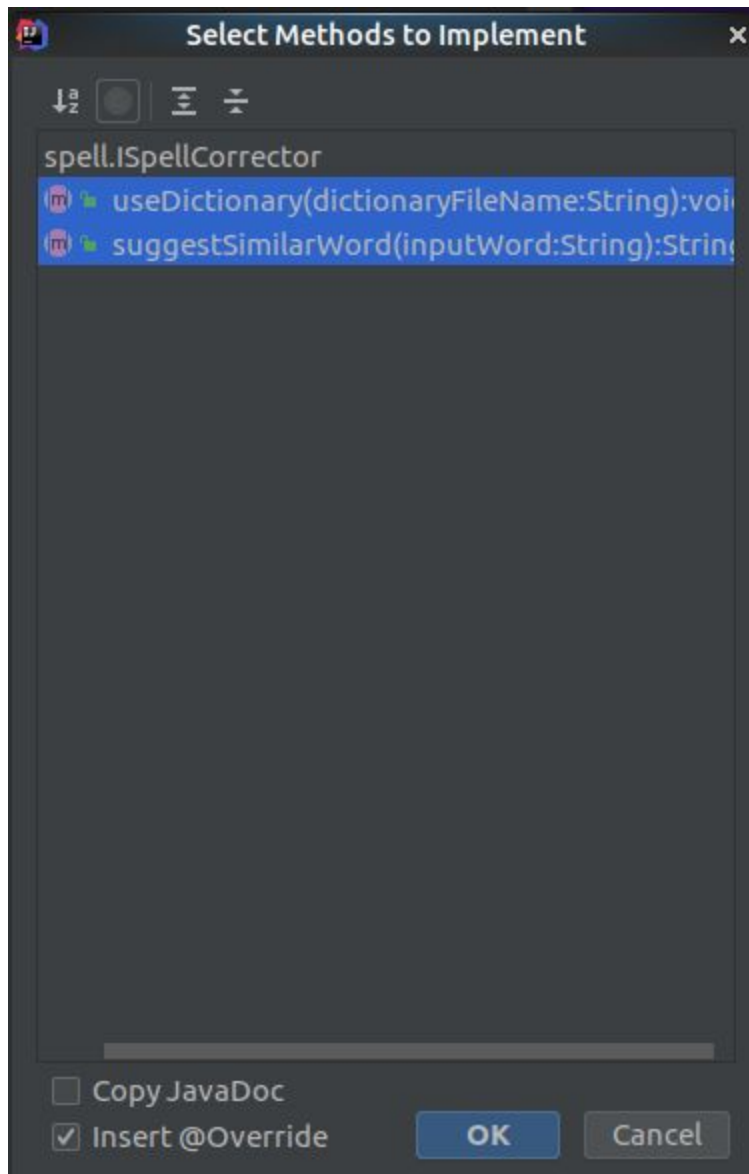 Select Methods to Implement
spell.ISpellCorrector
useDictionary(dictionaryFileName:String):voi
suggestSimilarWord(inputWord:String):String
Copy JavaDoc
Insert @Override
OK
Cancel